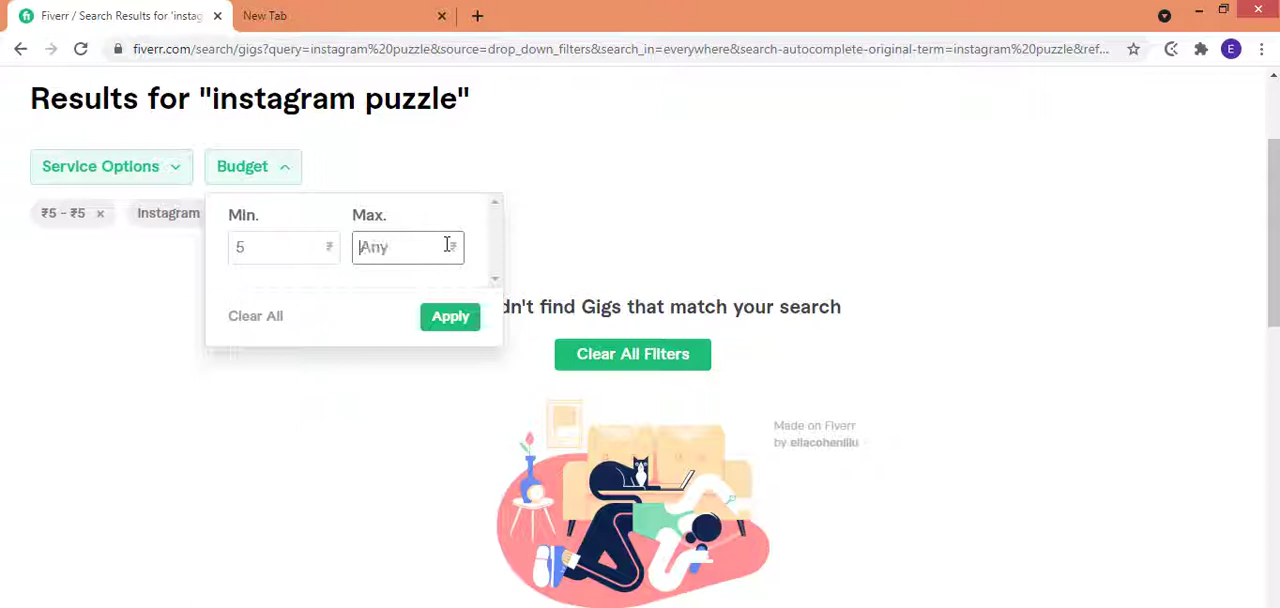 Fiverr / Search Results for 'instag
New Tab
fiverr.com/search/gigs?query=instagram%20puzzle&source=drop_down_filters&search_in=everywhere&search-autocomplete-original-term=instagram%20puzzle&ref...
E
Results for "instagram puzzle"
Service Options
Budget
₹5 - ₹5
Instagram
Min.
Max.
5 ₹
Any ₹
Clear All
Apply
dn't find Gigs that match your search
Clear All Filters
Made on Fiverr
by ellacohenlilu